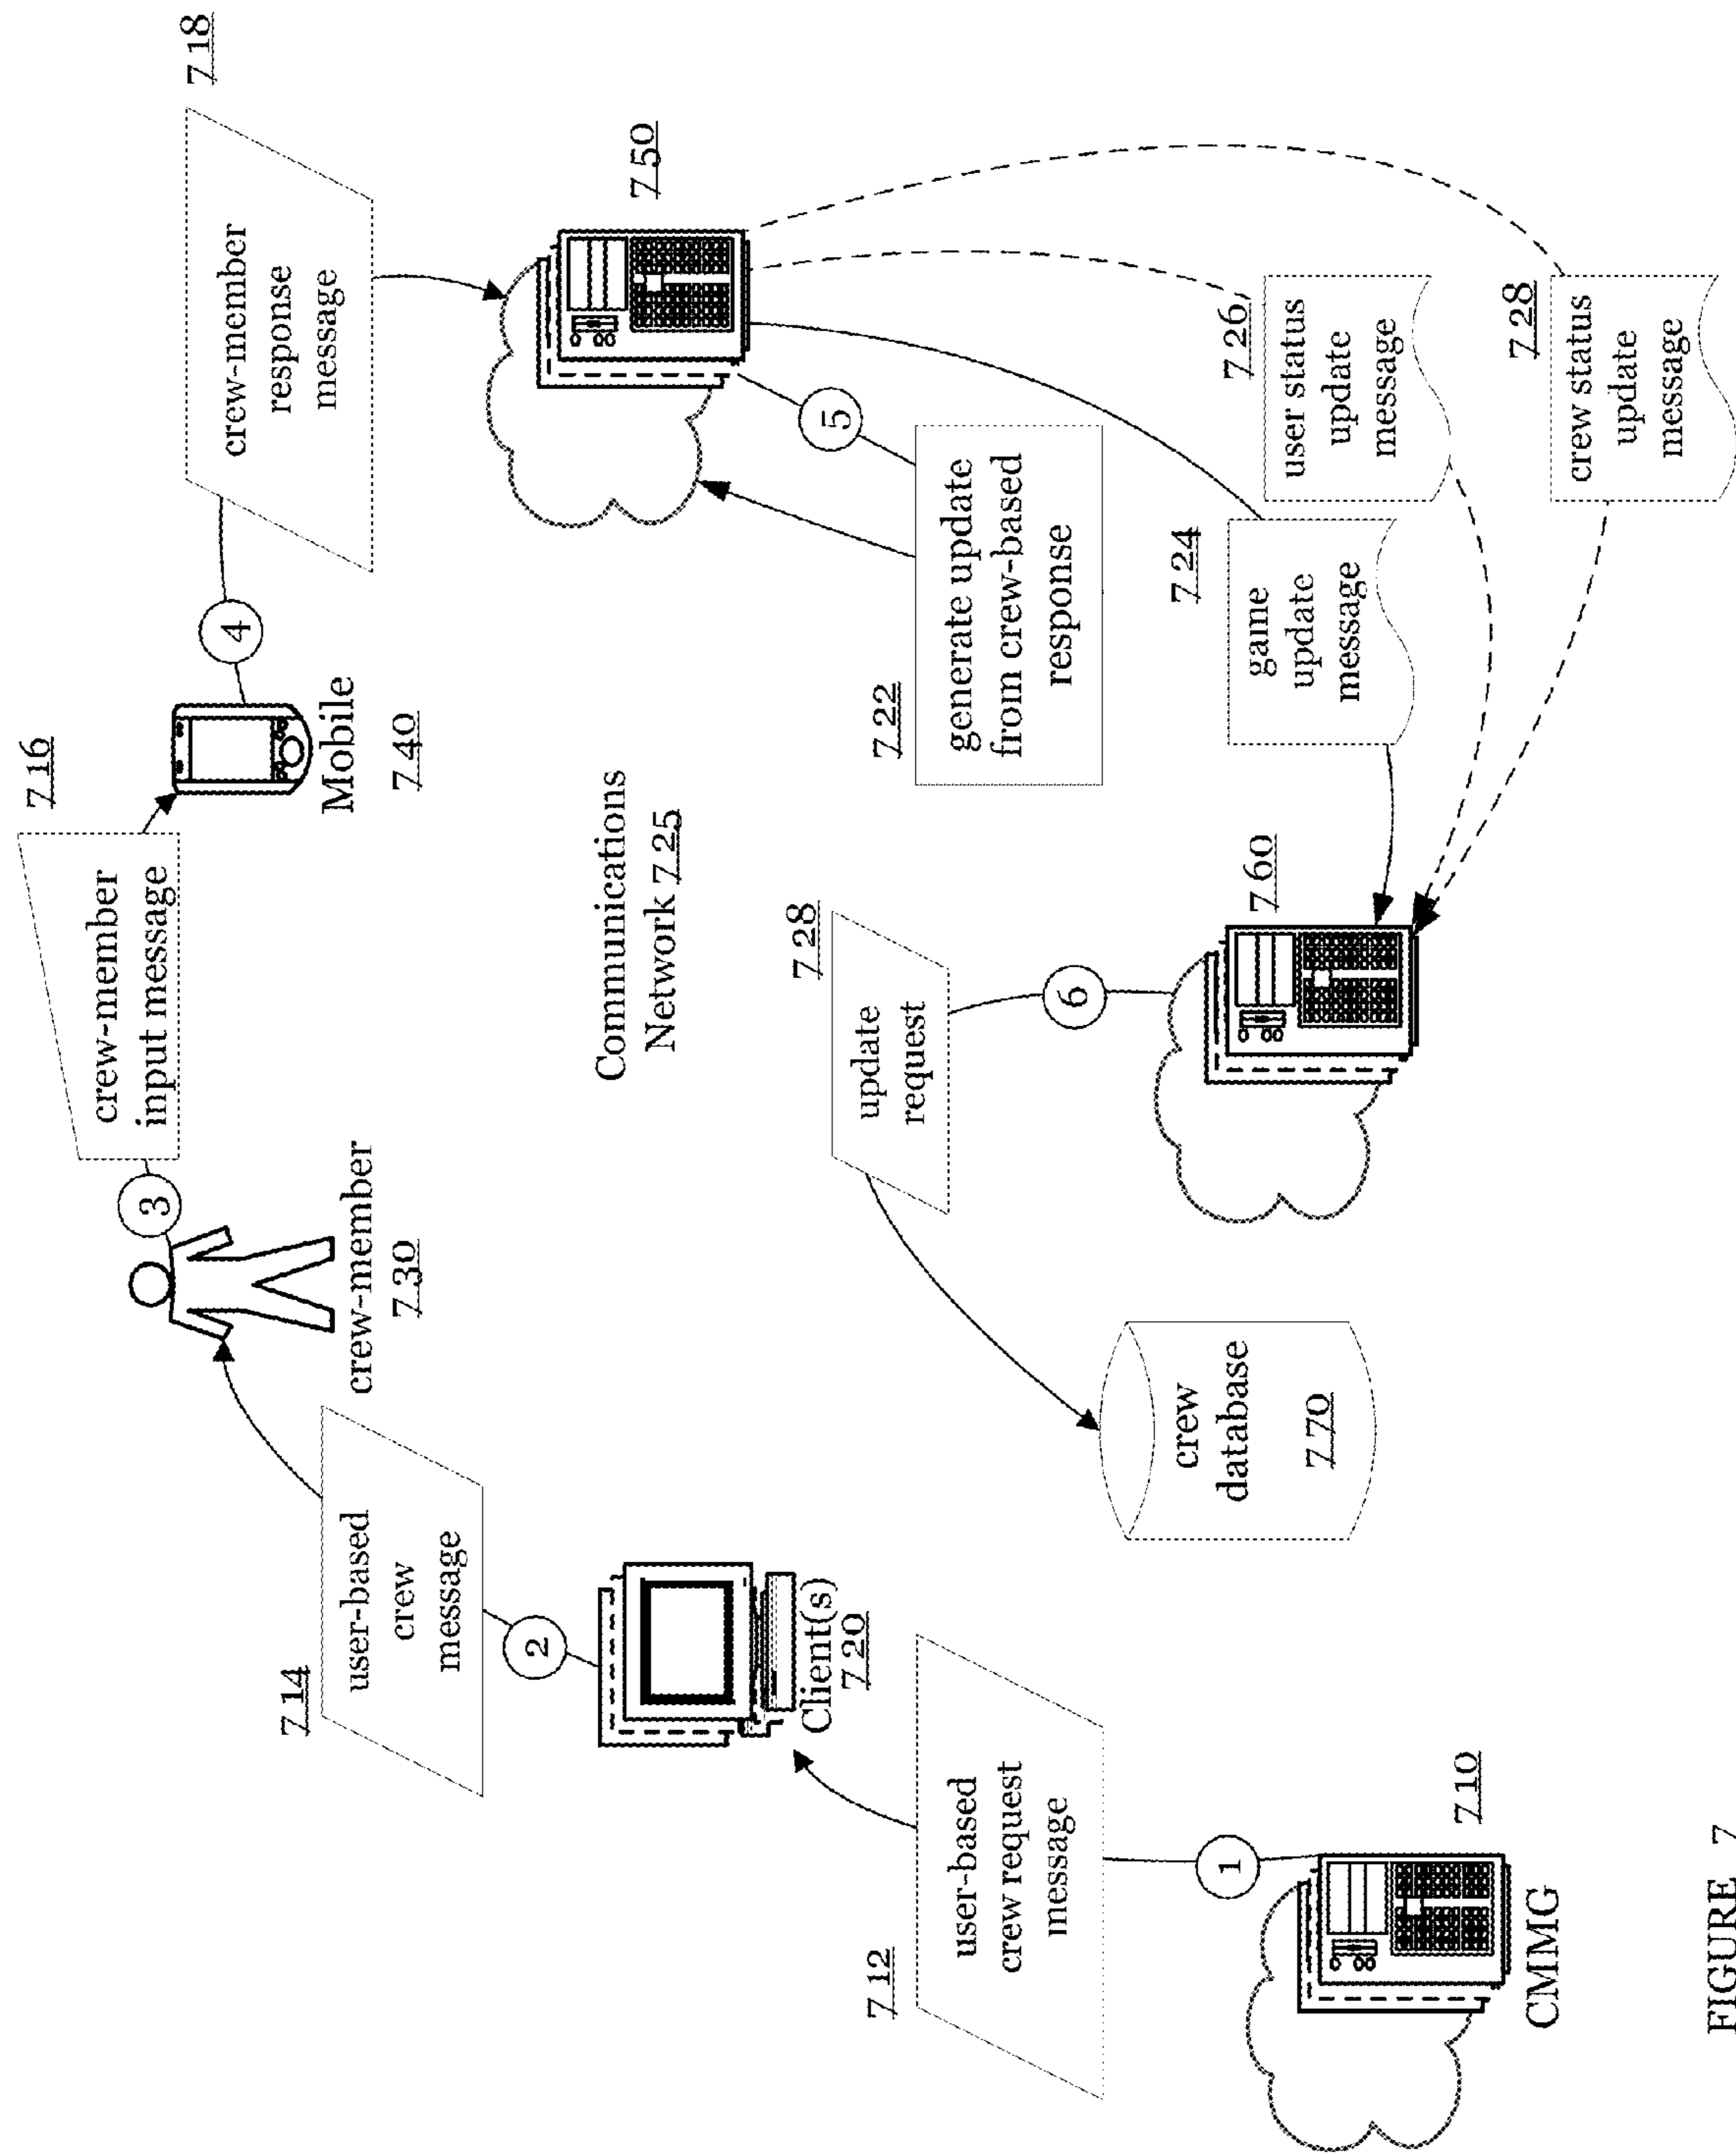 712
user-based
crew request
message
1
CMMG
710
714
user-based
crew
message
2
Client(s)
720
crew-member
730
3
716
crew-member
input message
Mobile
740
4
718
crew-member
response
message
750
Communications
Network 725
5
722
generate update
from crew-based
response
724
game
update
message
726
user status
update
message
728
crew status
update
message
760
6
728
update
request
crew
database
770
FIGURE 7